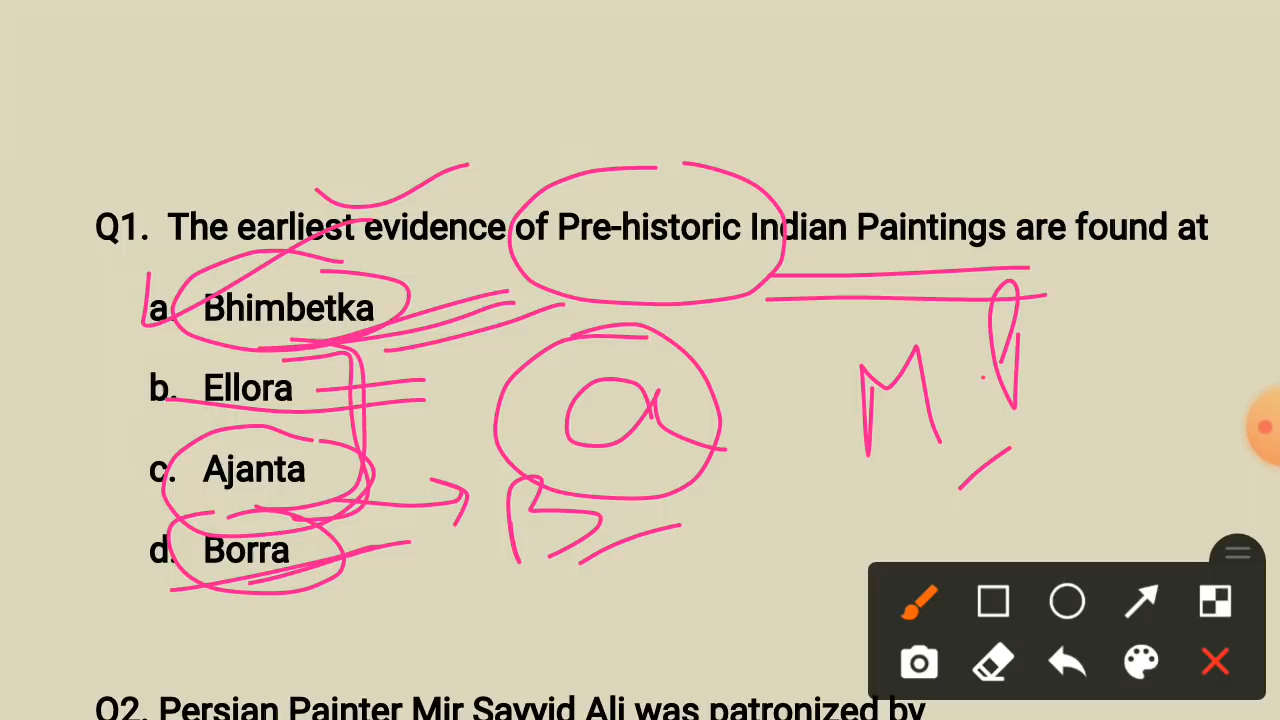 Q1. The earliest evidence of Pre-historic Indian Paintings are found at
a. Bhimbetka
b. Ellora
a
M
c. Ajanta
B
d. Borra
Q2. Persian Painter Mir Sayyid Ali was patronized by